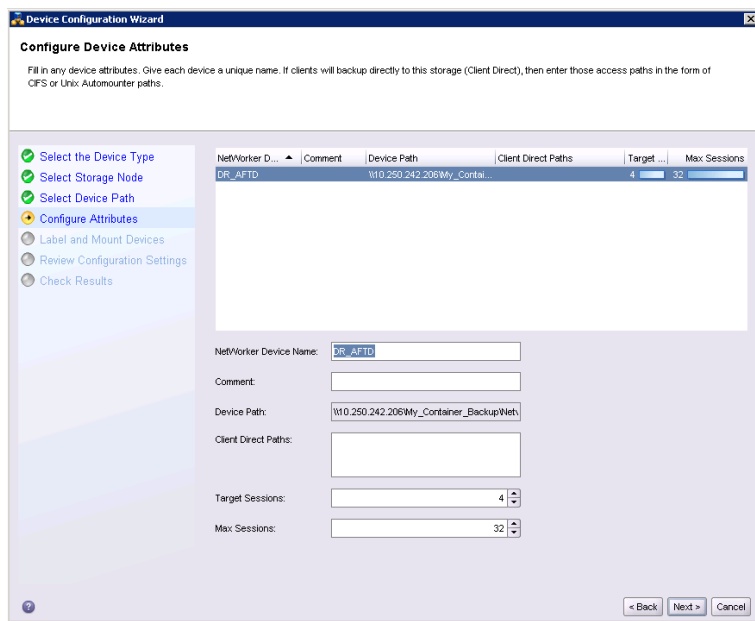 Device Configuration Wizard
Configure Device Attributes
Fill in any device attributes. Give each device a unique name. If clients will backup directly to this storage (Client Direct), then enter those access paths in the form of
CIFS or Unix Automounter paths.
Select the Device Type
Select Storage Node
Select Device Path
Configure Attributes
Label and Mount Devices
Review Configuration Settings
Check Results
NetWorker D... Comment Device Path Client Direct Paths Target ... Max Sessions
DR_AFTD \\10.250.242.206\My_Contai... 4 32
NetWorker Device Name: DR_AFTD
Comment:
Device Path: \\10.250.242.206\My_Container_Backup\Net\
Client Direct Paths:
Target Sessions: 4
Max Sessions: 32
?
< Back Next > Cancel